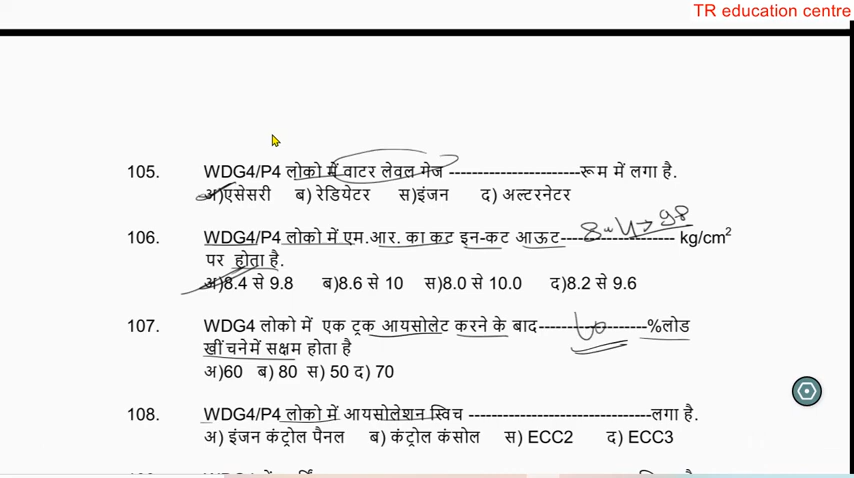 TR education centre
105. WDG4/P4 लोको में वाटर लेवल गेज ---------------------------रूम में लगा है.
अ)एसेसरी ब) रेडियेटर स)इंजन द) अल्टरनेटर
106. WDG4/P4 लोको में एम.आर. का कट इन-कट आऊट----------------------- kg/cm²
पर होता है.
अ)8.4 से 9.8 ब)8.6 से 10 स)8.0 से 10.0 द)8.2 से 9.6
107. WDG4 लोको में एक ट्रक आयसोलेट करने के बाद----------------%लोड
खींचनेमें सक्षम होता है
अ)60 ब) 80 स) 50 द) 70
108. WDG4/P4 लोको में आयसोलेशन स्विच --------------------------------------लगा है.
अ) इंजन कंट्रोल पैनल ब) कंट्रोल कंसोल स) ECC2 द) ECC3